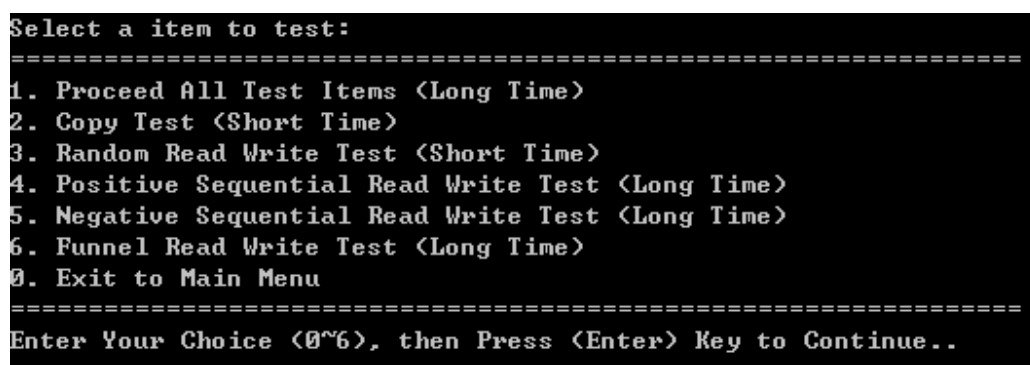 Select a item to test:
==================================================================
1. Proceed All Test Items (Long Time)
2. Copy Test (Short Time)
3. Random Read Write Test (Short Time)
4. Positive Sequential Read Write Test (Long Time)
5. Negative Sequential Read Write Test (Long Time)
6. Funnel Read Write Test (Long Time)
0. Exit to Main Menu
==================================================================
Enter Your Choice (0~6), then Press (Enter) Key to Continue..